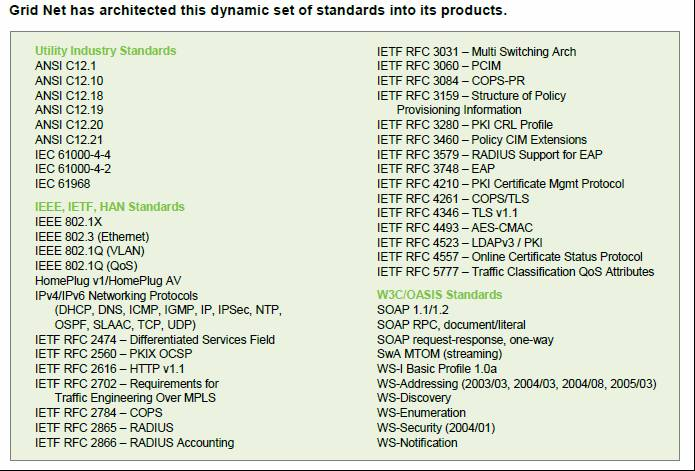 Grid Net has architected this dynamic set of standards into its products.
Utility Industry Standards
ANSI C12.1
ANSI C12.10
ANSI C12.18
ANSI C12.19
ANSI C12.20
ANSI C12.21
IEC 61000-4-4
IEC 61000-4-2
IEC 61968
IEEE, IETF, HAN Standards
IEEE 802.1X
IEEE 802.3 (Ethernet)
IEEE 802.1Q (VLAN)
IEEE 802.1Q (QoS)
HomePlug v1/HomePlug AV
IPv4/IPv6 Networking Protocols
(DHCP, DNS, ICMP, IGMP, IP, IPSec, NTP,
OSPF, SLAAC, TCP, UDP)
IETF RFC 2474 – Differentiated Services Field
IETF RFC 2560 – PKIX OCSP
IETF RFC 2616 – HTTP v1.1
IETF RFC 2702 – Requirements for
Traffic Engineering Over MPLS
IETF RFC 2784 – COPS
IETF RFC 2865 – RADIUS
IETF RFC 2866 – RADIUS Accounting
IETF RFC 3031 – Multi Switching Arch
IETF RFC 3060 – PCIM
IETF RFC 3084 – COPS-PR
IETF RFC 3159 – Structure of Policy
Provisioning Information
IETF RFC 3280 – PKI CRL Profile
IETF RFC 3460 – Policy CIM Extensions
IETF RFC 3579 – RADIUS Support for EAP
IETF RFC 3748 – EAP
IETF RFC 4210 – PKI Certificate Mgmt Protocol
IETF RFC 4261 – COPS/TLS
IETF RFC 4346 – TLS v1.1
IETF RFC 4493 – AES-CMAC
IETF RFC 4523 – LDAPv3 / PKI
IETF RFC 4557 – Online Certificate Status Protocol
IETF RFC 5777 – Traffic Classification QoS Attributes
W3C/OASIS Standards
SOAP 1.1/1.2
SOAP RPC, document/literal
SOAP request-response, one-way
SwA MTOM (streaming)
WS-I Basic Profile 1.0a
WS-Addressing (2003/03, 2004/03, 2004/08, 2005/03)
WS-Discovery
WS-Enumeration
WS-Security (2004/01)
WS-Notification